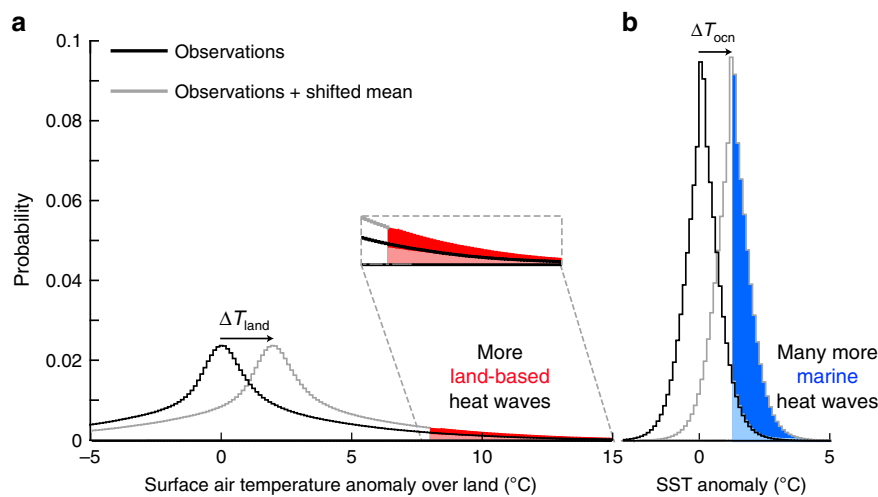 a
b
ΔTocn
0.1
Observations
Observations + shifted mean
0.08
0.06
Probability
0.04
ΔTland
0.02
More
land-based
heat waves
Many more
marine
heat waves
0
–5
0
5
10
15
0
5
Surface air temperature anomaly over land (°C)
SST anomaly (°C)